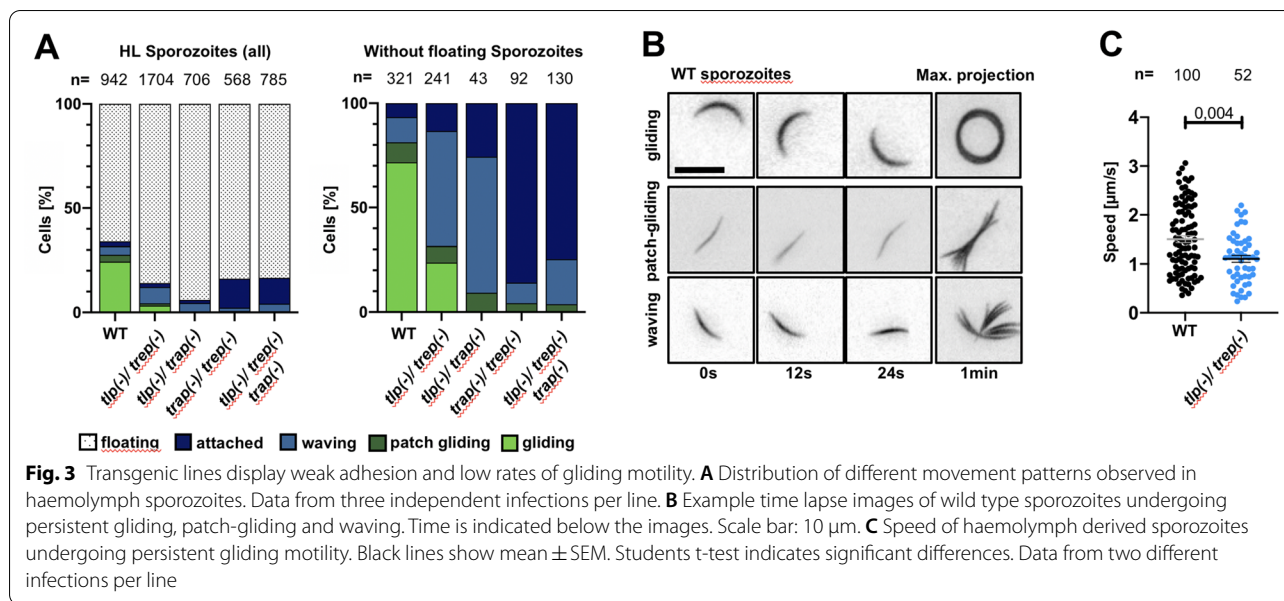 A
HL Sporozoites (all)
n= 942 1704 706 568 785
Cells [%]
100
50
0
WT
tlp(-)/ trep(-)
tlp(-)/ trap(-)
trap(-)/ trep(-)
tlp(-)/ trep(-)
trap(-)
Without floating Sporozoites
n= 321 241 43 92 130
Cells [%]
100
50
0
WT
tlp(-)/ trep(-)
tlp(-)/ trap(-)
trap(-)/ trep(-)
tlp(-)/ trep(-)
trap(-)
floating attached waving patch gliding gliding
B
WT sporozoites Max. projection
gliding
patch-gliding
waving
0s 12s 24s 1min
C
n= 100 52
0,004
Speed [µm/s]
4
3
2
1
0
WT
tlp(-)/ trep(-)
Fig. 3 Transgenic lines display weak adhesion and low rates of gliding motility. A Distribution of different movement patterns observed in
haemolymph sporozoites. Data from three independent infections per line. B Example time lapse images of wild type sporozoites undergoing
persistent gliding, patch-gliding and waving. Time is indicated below the images. Scale bar: 10 µm. C Speed of haemolymph derived sporozoites
undergoing persistent gliding motility. Black lines show mean ± SEM. Students t-test indicates significant differences. Data from two different
infections per line